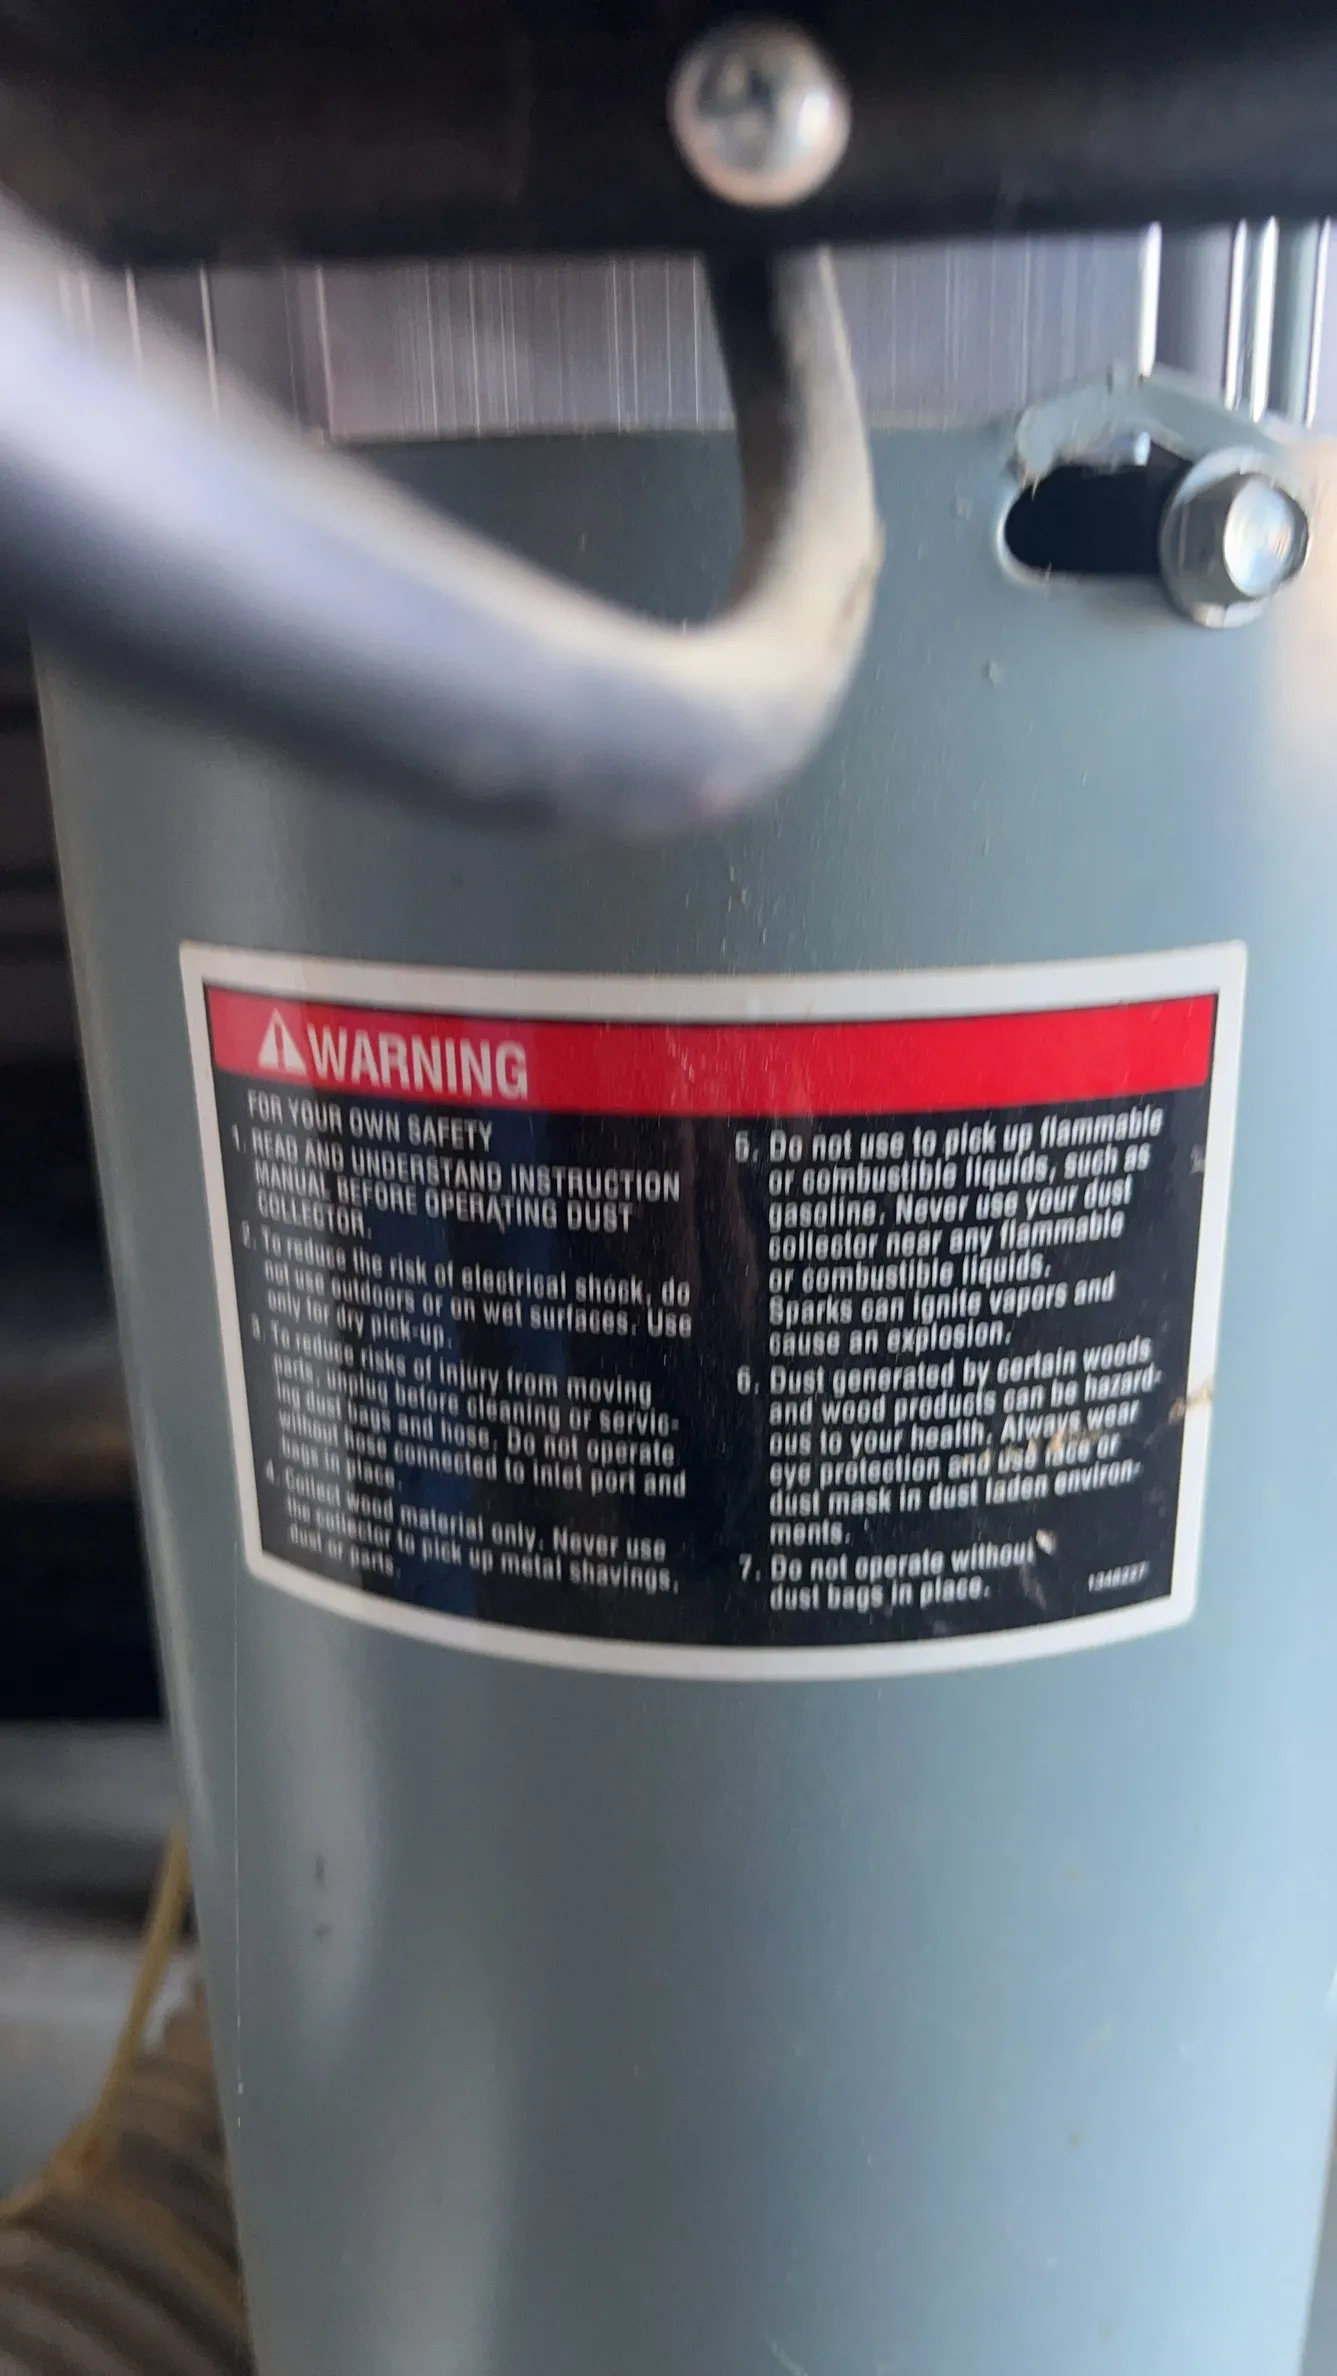 WARNING
FOR YOUR OWN SAFETY
1. READ AND UNDERSTAND INSTRUCTION
MANUAL BEFORE OPERATING DUST
COLLECTOR.
2. To reduce the risk of electrical shock, do
not use outdoors or on wet surfaces. Use
only for dry pick-up.
3. To reduce risks of injury from moving
parts, unplug before cleaning or servic-
ing dust bags and hose. Do not operate
without hose connected to inlet port and
bags in place.
4. Collect wood material only. Never use
the collector to pick up metal shavings,
dust or parts.
5. Do not use to pick up flammable
or combustible liquids, such as
gasoline. Never use your dust
collector near any flammable
or combustible liquids.
Sparks can ignite vapors and
cause an explosion.
6. Dust generated by certain woods
and wood products can be hazard-
ous to your health. Always wear
eye protection and use face or
dust mask in dust laden environ-
ments.
7. Do not operate without
dust bags in place.